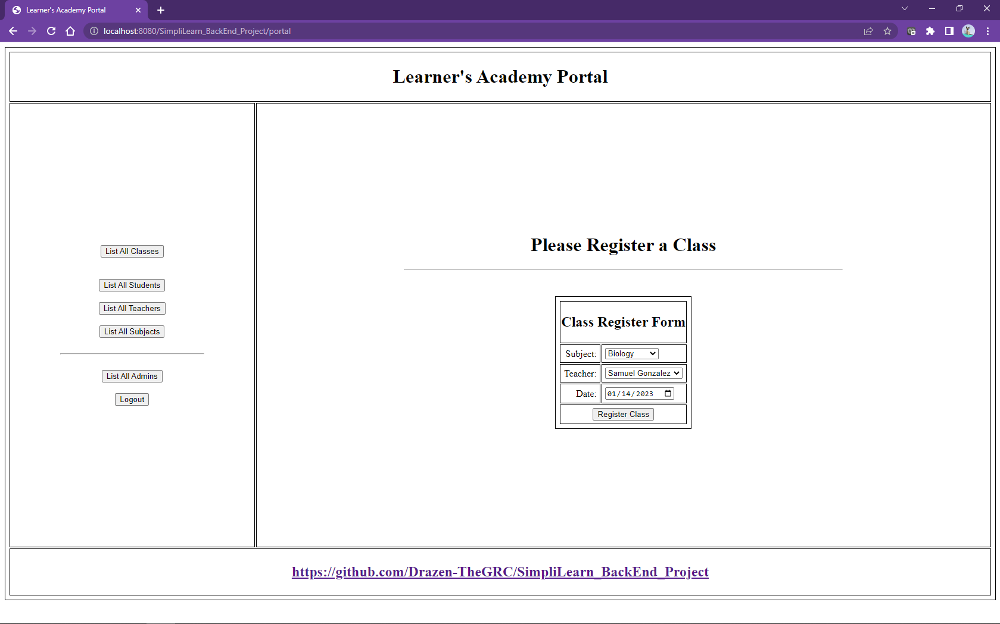 Learner's Academy Portal
localhost:8080/SimpliLearn_BackEnd_Project/portal
Learner's Academy Portal
List All Classes
List All Students
List All Teachers
List All Subjects
List All Admins
Logout
Please Register a Class
Class Register Form
Subject: Biology
Teacher: Samuel Gonzalez
Date: 01/14/2023
Register Class
https://github.com/Drazen-TheGRC/SimpliLearn_BackEnd_Project